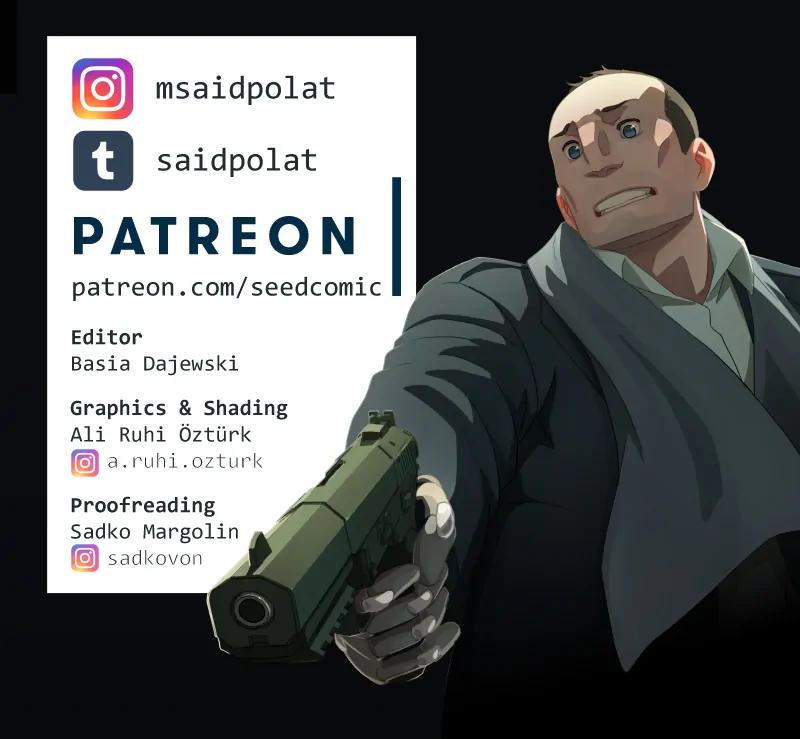 msaidpolat
saidpolat
PATREON
patreon.com/seedcomic
Editor
Basia Dajewski
Graphics & Shading
Ali Ruhi Öztürk
a.ruhi.ozturk
Proofreading
Sadko Margolin
sadkovon